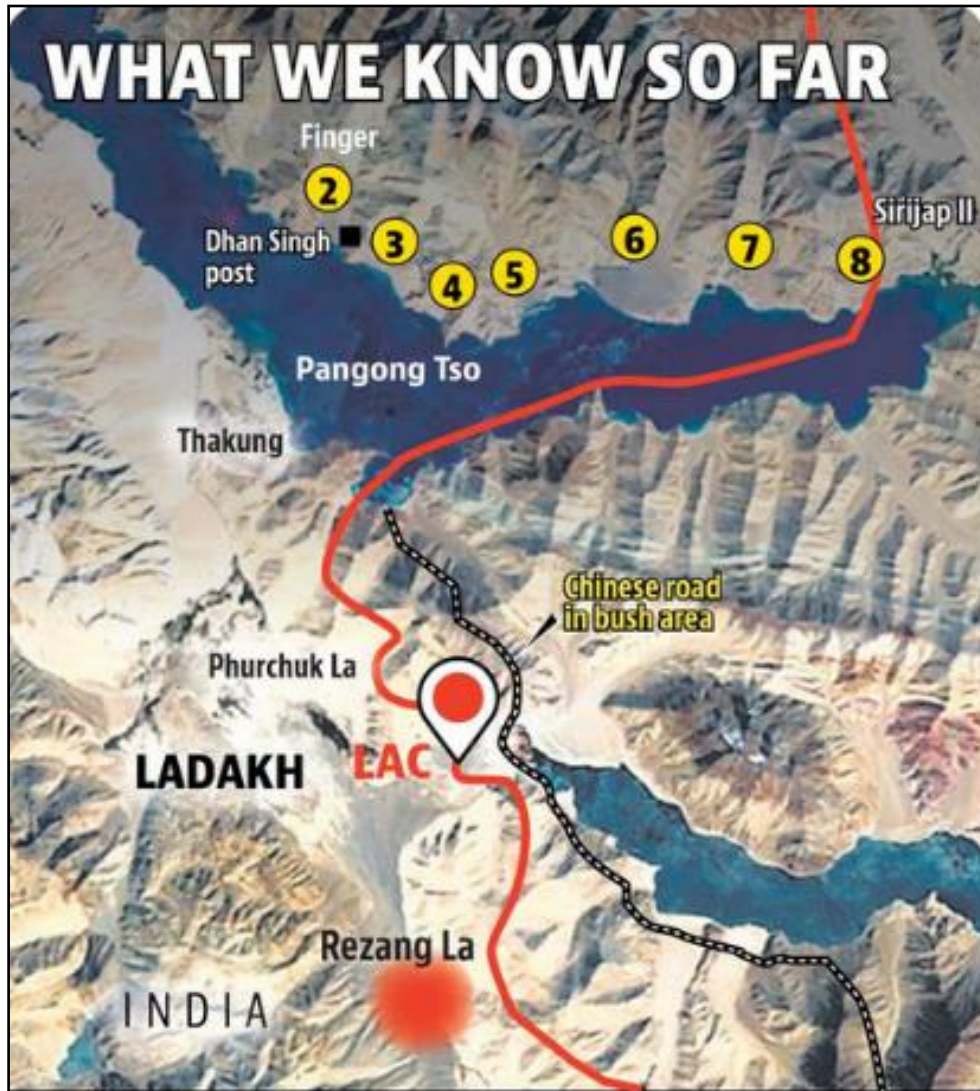 WHAT WE KNOW SO FAR
Finger
2
Dhan Singh
post
3
4
5
6
7
8
Sirijap II
Pangong Tso
Thakung
Chinese road
in bush area
Phurchuk La
LADAKH
LAC
Rezang La
INDIA